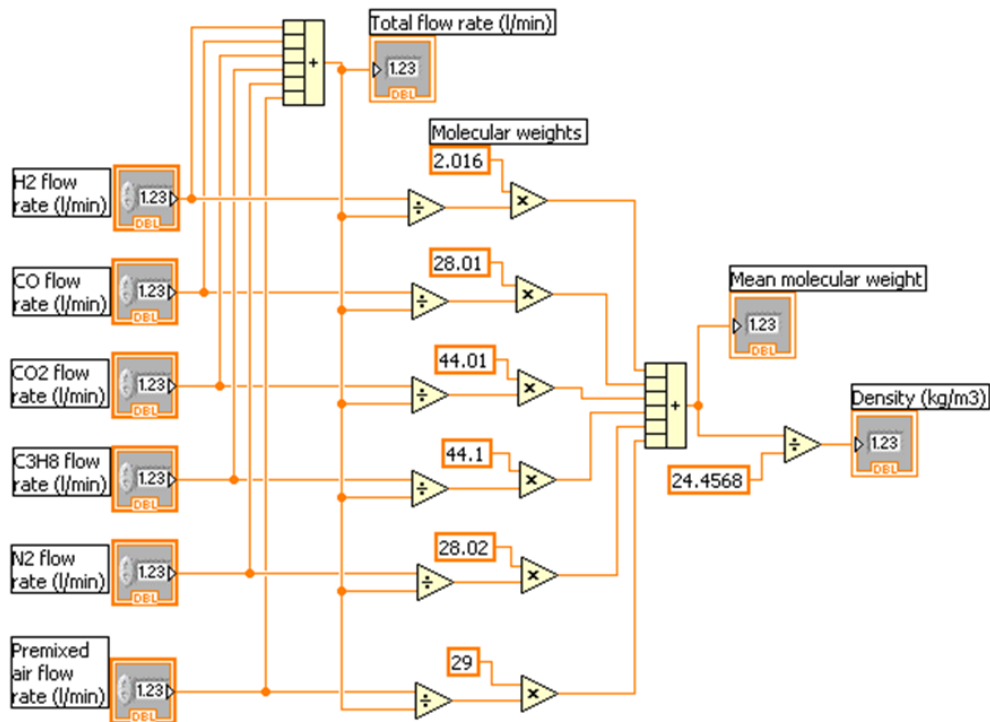 Total flow rate (l/min)
+
1.23
DBL
Molecular weights
2.016
H2 flow
rate (l/min)
1.23
DBL
÷
×
28.01
CO flow
rate (l/min)
1.23
DBL
÷
×
Mean molecular weight
1.23
DBL
44.01
CO2 flow
rate (l/min)
1.23
DBL
÷
×
+
Density (kg/m3)
1.23
DBL
÷
24.4568
44.1
C3H8 flow
rate (l/min)
1.23
DBL
÷
×
28.02
N2 flow
rate (l/min)
1.23
DBL
÷
×
29
Premixed
air flow
rate (l/min)
1.23
DBL
÷
×